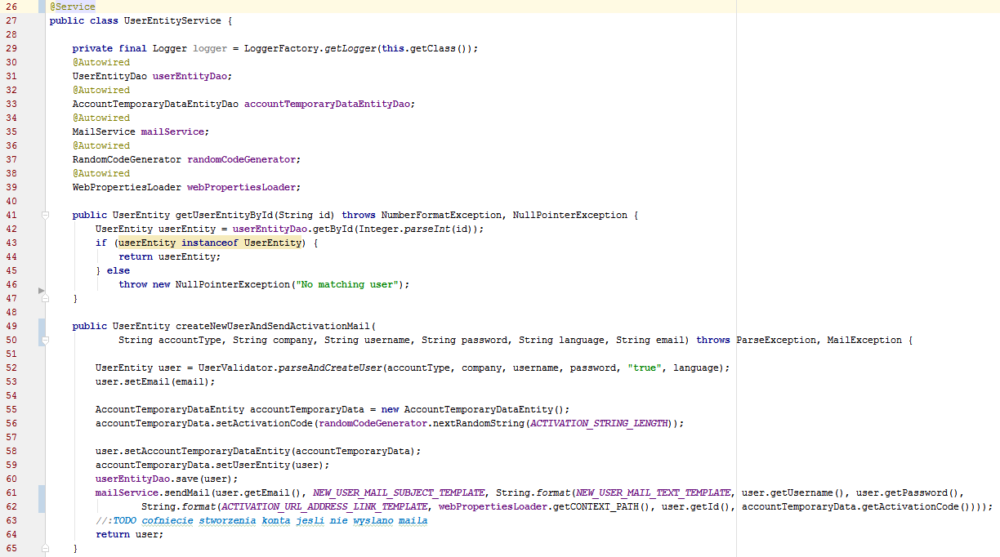 26 @Service
27 public class UserEntityService {
28
29 private final Logger logger = LoggerFactory.getLogger(this.getClass());
30 @Autowired
31 UserEntityDao userEntityDao;
32 @Autowired
33 AccountTemporaryDataEntityDao accountTemporaryDataEntityDao;
34 @Autowired
35 MailService mailService;
36 @Autowired
37 RandomCodeGenerator randomCodeGenerator;
38 @Autowired
39 WebPropertiesLoader webPropertiesLoader;
40
41 public UserEntity getUserEntityById(String id) throws NumberFormatException, NullPointerException {
42 UserEntity userEntity = userEntityDao.getById(Integer.parseInt(id));
43 if (userEntity instanceof UserEntity) {
44 return userEntity;
45 } else
46 throw new NullPointerException("No matching user");
47 }
48
49 public UserEntity createNewUserAndSendActivationMail(
50 String accountType, String company, String username, String password, String language, String email) throws ParseException, MailException {
51
52 UserEntity user = UserValidator.parseAndCreateUser(accountType, company, username, password, "true", language);
53 user.setEmail(email);
54
55 AccountTemporaryDataEntity accountTemporaryData = new AccountTemporaryDataEntity();
56 accountTemporaryData.setActivationCode(randomCodeGenerator.nextRandomString(ACTIVATION_STRING_LENGTH));
57
58 user.setAccountTemporaryDataEntity(accountTemporaryData);
59 accountTemporaryData.setUserEntity(user);
60 userEntityDao.save(user);
61 mailService.sendMail(user.getEmail(), NEW_USER_MAIL_SUBJECT_TEMPLATE, String.format(NEW_USER_MAIL_TEXT_TEMPLATE, user.getUsername(), user.getPassword(),
62 String.format(ACTIVATION_URL_ADDRESS_LINK_TEMPLATE, webPropertiesLoader.getCONTEXT_PATH(), user.getId(), accountTemporaryData.getActivationCode())));
63 //:TODO cofniecie stworzenia konta jesli nie wyslano maila
64 return user;
65 }